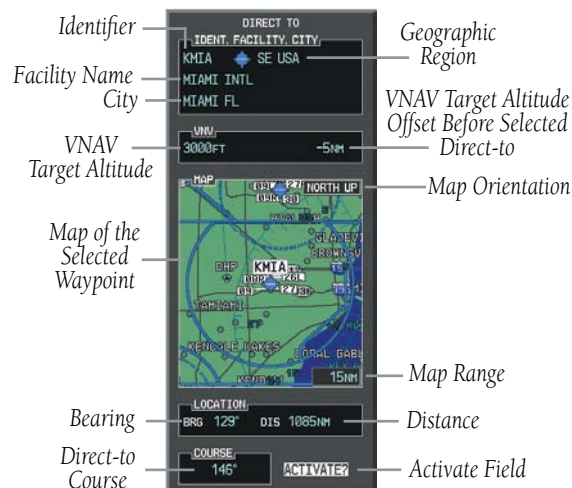 DIRECT TO
IDENT, FACILITY, CITY
Identifier
KMIA SE USA
Geographic
Region
Facility Name
MIAMI INTL
City
MIAMI FL
VNV
VNAV
Target Altitude
3000FT -5NM
VNAV Target Altitude
Offset Before Selected
Direct-to
MAP
NORTH UP
Map Orientation
Map of the
Selected
Waypoint
DHP
KMIA
TAMIAMI
KENDALE LAKES
CORAL GABL
15NM
Map Range
LOCATION
Bearing
BRG 129° DIS 1085NM
Distance
COURSE
Direct-to
Course
146°
ACTIVATE?
Activate Field